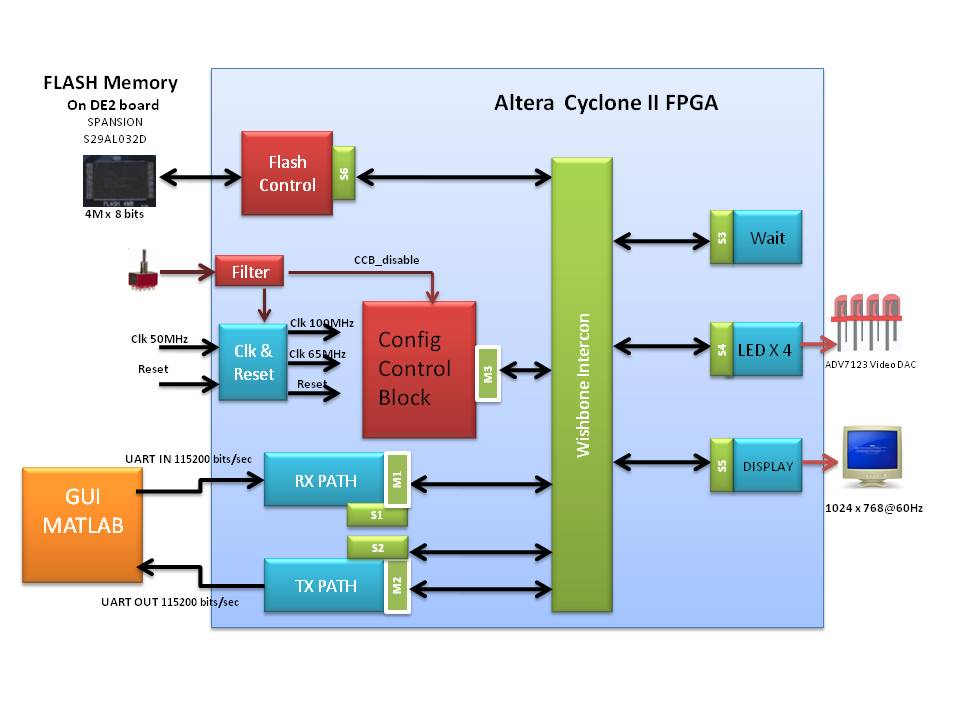 FLASH Memory
On DE2 board
SPANSION
S29AL032D
4M x 8 bits
Altera Cyclone II FPGA
Flash
Control
S6
Filter
CCB_disable
Clk 50MHz
Reset
Clk &
Reset
Clk 100MHz
Clk 65MHz
Reset
Config
Control
Block
M3
Wishbone Intercon
S3
Wait
S4
LED X 4
ADV7123 Video DAC
S5
DISPLAY
1024 x 768@60Hz
GUI
MATLAB
UART IN 115200 bits/sec
RX PATH
M1
S1
S2
TX PATH
M2
UART OUT 115200 bits/sec